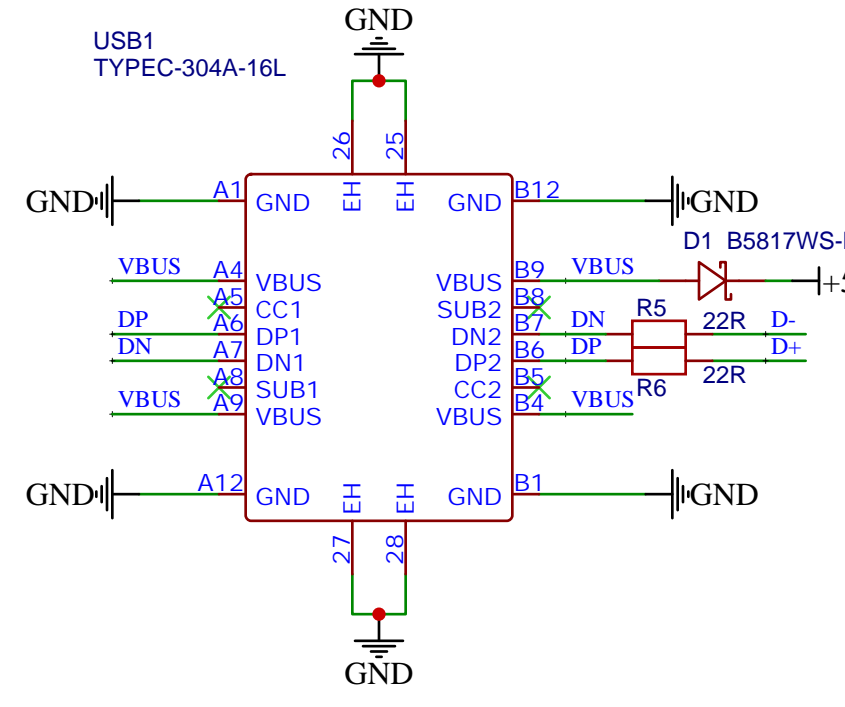 GND
USB1
TYPEC-304A-16L
26
25
GND
A1
GND
EH
EH
GND
B12
GND
D1 B5817WS-
VBUS
A4
VBUS
VBUS
B9
VBUS
A5
CC1
SUB2
B8
R5
22R
DP
A6
DP1
DN2
B7
DN
D-
DN
A7
DN1
DP2
B6
DP
D+
A8
SUB1
CC2
B5
R6
22R
VBUS
A9
VBUS
VBUS
B4
VBUS
GND
A12
GND
EH
EH
GND
B1
GND
27
28
GND